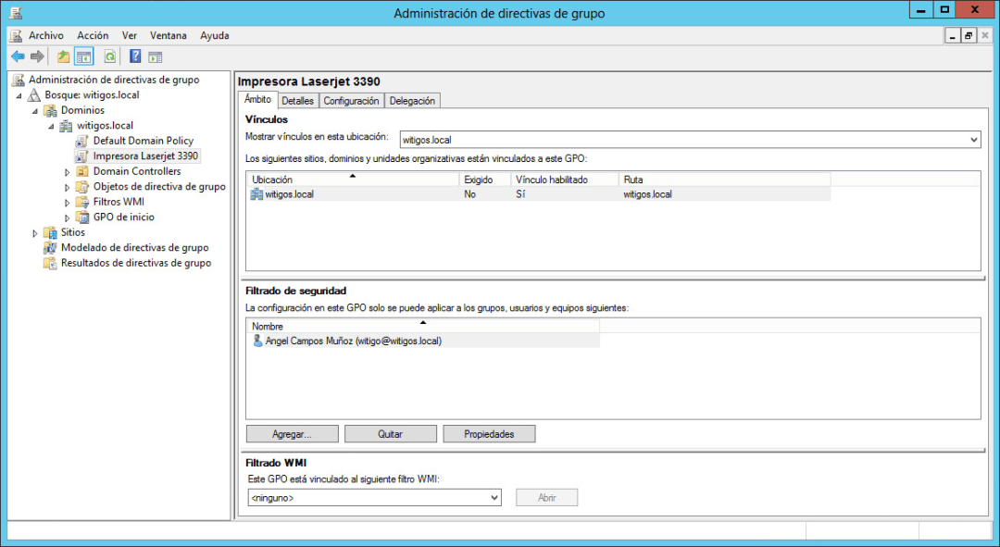 Administración de directivas de grupo
Archivo Acción Ver Ventana Ayuda
Administración de directivas de grupo
Bosque: witigos.local
Dominios
witigos.local
Default Domain Policy
Impresora Laserjet 3390
Domain Controllers
Objetos de directiva de grupo
Filtros WMI
GPO de inicio
Sitios
Modelado de directivas de grupo
Resultados de directivas de grupo
Impresora Laserjet 3390
Ámbito Detalles Configuración Delegación
Vínculos
Mostrar vínculos en esta ubicación: witigos.local
Los siguientes sitios, dominios y unidades organizativas están vinculados a este GPO:
Ubicación Exigido Vínculo habilitado Ruta
witigos.local No Sí witigos.local
Filtrado de seguridad
La configuración en este GPO solo se puede aplicar a los grupos, usuarios y equipos siguientes:
Nombre
Angel Campos Muñoz (witigo@witigos.local)
Agregar... Quitar Propiedades
Filtrado WMI
Este GPO está vinculado al siguiente filtro WMI:
<ninguno> Abrir